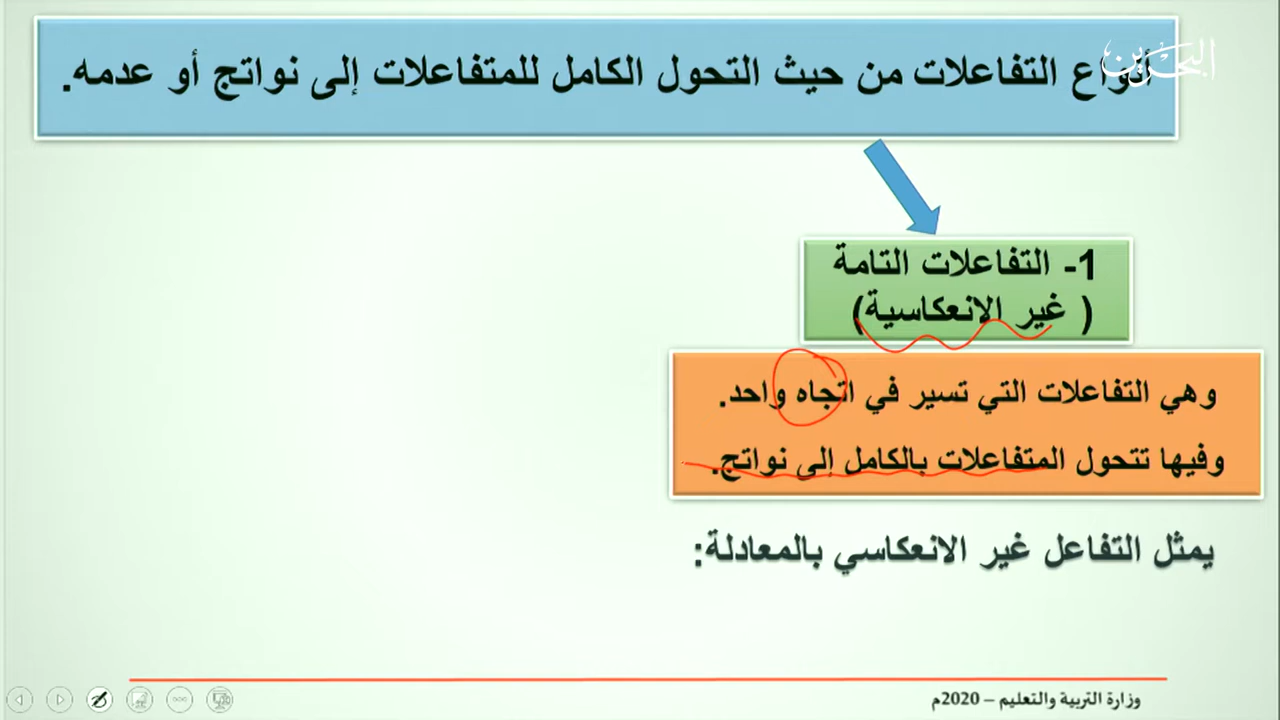 البحرين
أنواع التفاعلات من حيث التحول الكامل للمتفاعلات إلى نواتج أو عدمه.
1- التفاعلات التامة
( غير الانعكاسية)
وهي التفاعلات التي تسير في اتجاه واحد.
وفيها تتحول المتفاعلات بالكامل إلى نواتج.
يمثل التفاعل غير الانعكاسي بالمعادلة:
وزارة التربية والتعليم – 2020م